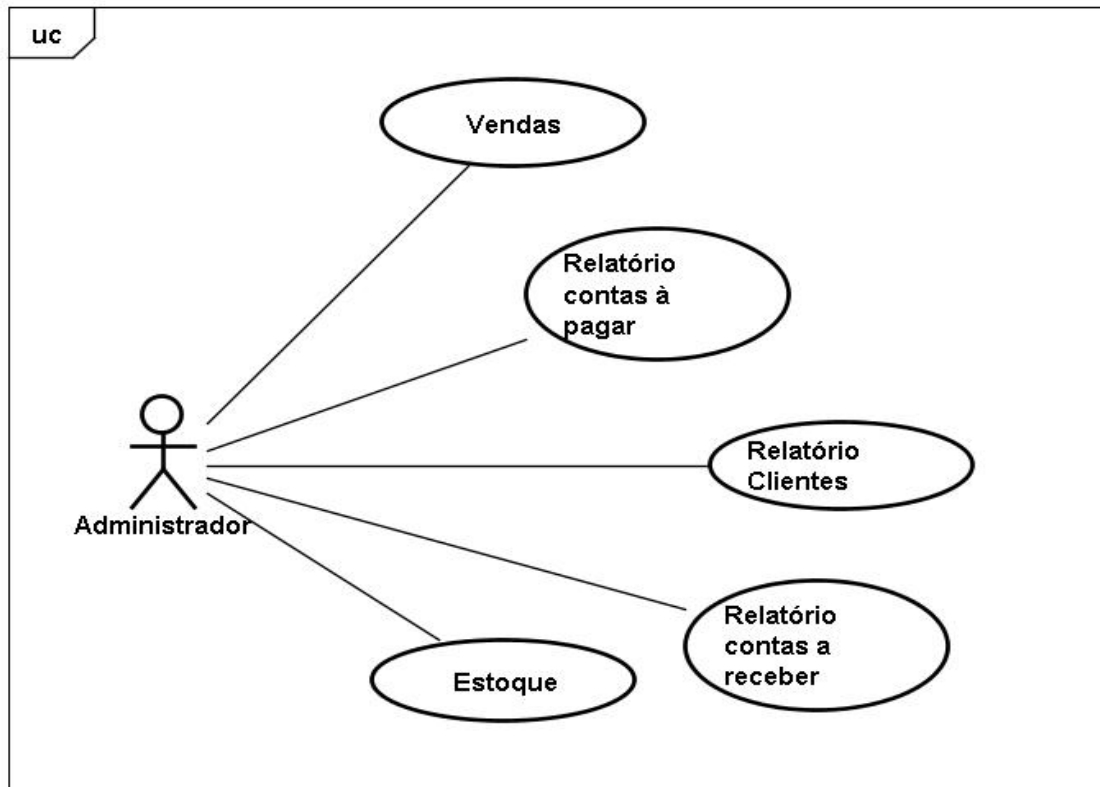 uc
Vendas
Relatório
contas à
pagar
Relatório
Clientes
Administrador
Relatório
contas a
receber
Estoque